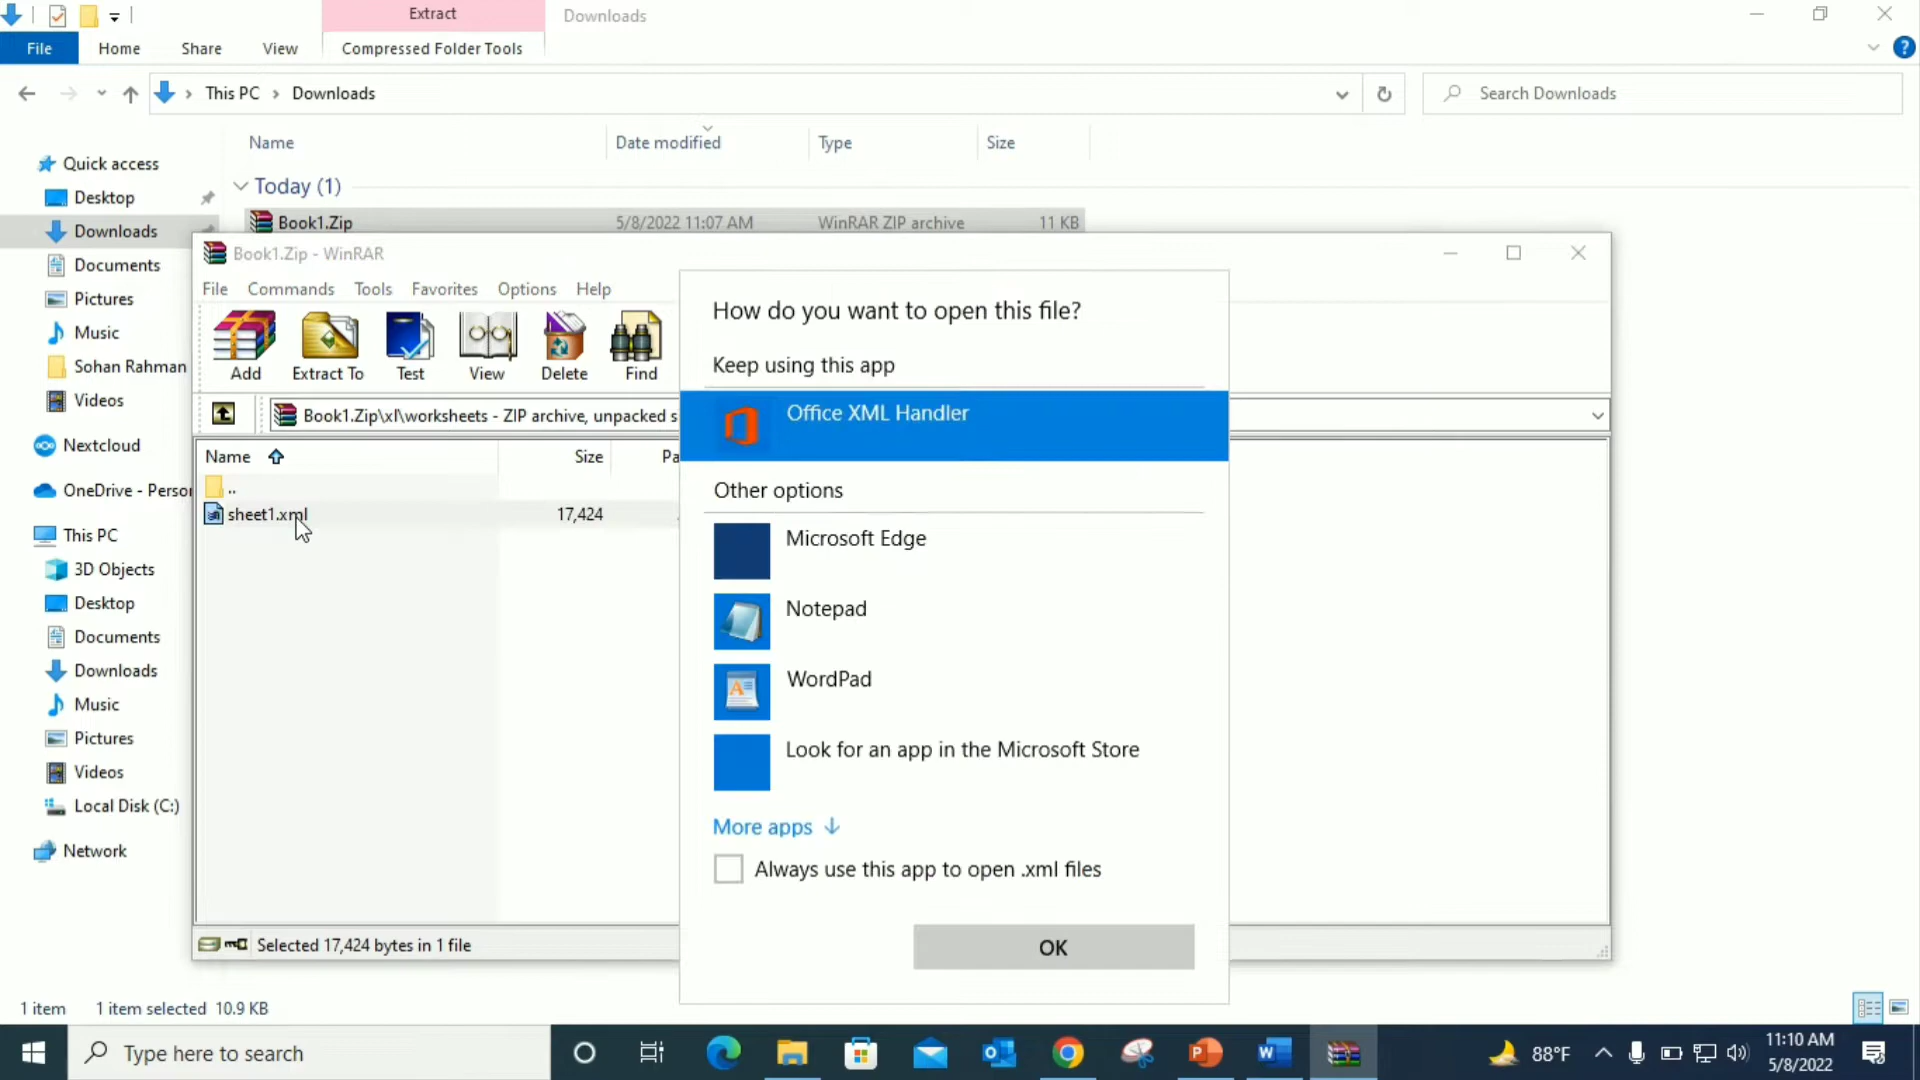 Extract
Downloads
File
Home
Share
View
Compressed Folder Tools
This PC
Downloads
Search Downloads
Name
Date modified
Type
Size
Quick access
Desktop
Downloads
Documents
Pictures
Music
Sohan Rahman
Videos
Nextcloud
OneDrive - Person
This PC
3D Objects
Desktop
Documents
Downloads
Music
Pictures
Videos
Local Disk (C:)
Network
Today (1)
Book1.Zip
5/8/2022 11:07 AM
WinRAR ZIP archive
11 KB
Book1.Zip - WinRAR
File
Commands
Tools
Favorites
Options
Help
Add
Extract To
Test
View
Delete
Find
Book1.Zip\xl\worksheets - ZIP archive, unpacked s
Name
Size
Pa
..
sheet1.xml
17,424
Selected 17,424 bytes in 1 file
How do you want to open this file?
Keep using this app
Office XML Handler
Other options
Microsoft Edge
Notepad
WordPad
Look for an app in the Microsoft Store
More apps
Always use this app to open .xml files
OK
1 item
1 item selected 10.9 KB
Type here to search
88°F
11:10 AM
5/8/2022